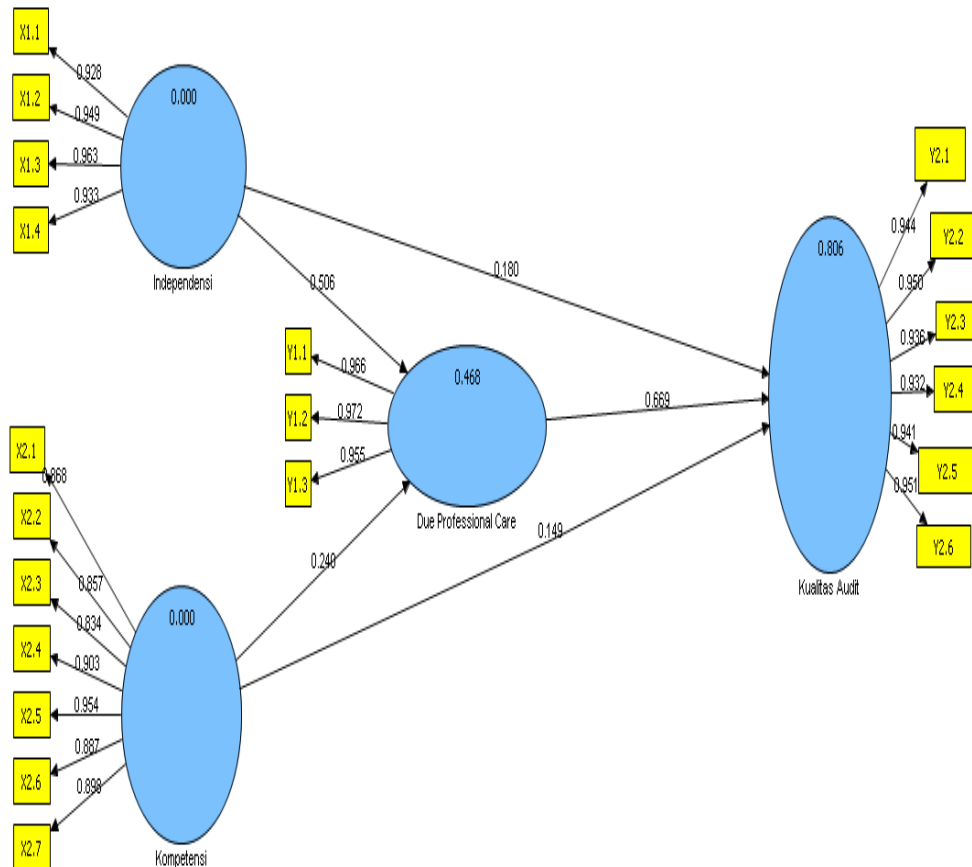 X1.1
0.928
X1.2
0.949
X1.3
0.963
X1.4
0.933
0.000
Independensi
0.180
0.506
Y1.1
0.966
Y1.2
0.972
Y1.3
0.955
0.468
Due Professional Care
0.669
X2.1
0.868
X2.2
0.857
X2.3
0.834
X2.4
0.903
X2.5
0.954
X2.6
0.887
X2.7
0.898
0.000
Kompetensi
0.240
0.149
0.806
Kualitas Audit
Y2.1
0.944
Y2.2
0.950
Y2.3
0.936
Y2.4
0.932
Y2.5
0.941
Y2.6
0.951